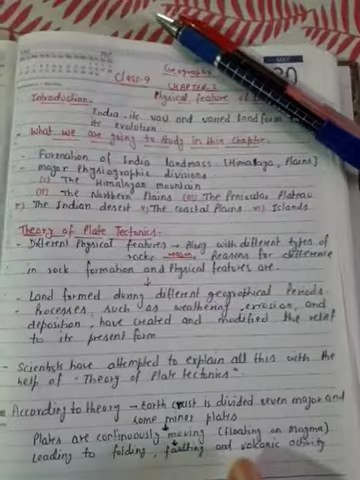 MAY
Geography
Class-9
CHAPTER-2
Introduction- Physical feature of
India- its vast and varied land form
its evolution.
- What we are going to study in this chapter.
- Formation of India landmass. [Himalaya, Plains]
- major Physiographic divisions
(i) The Himalayan mountain
(ii) The Northern Plains (iii) The Penisular Plateau
iv) The Indian desert v) The Coastal Plains vi) Islands
Theory of Plate Tectonics:-
- Different Physical features → Along with different types of
rocks Reasons for difference
in rock formation and Physical features are.
↓
- Land formed during different geographical Periods.
- Processes, such as weathering, errosion, and
deposition, have created and modified the relief
to its present form
- Scientists have attempted to explain all this with the
help of "Theory of Plate tectonics".
According to theory → Earth crust is divided seven major and
some miner plates
Plates are continuously moving (floating on magma)
leading to folding, faulting and volcanic activity